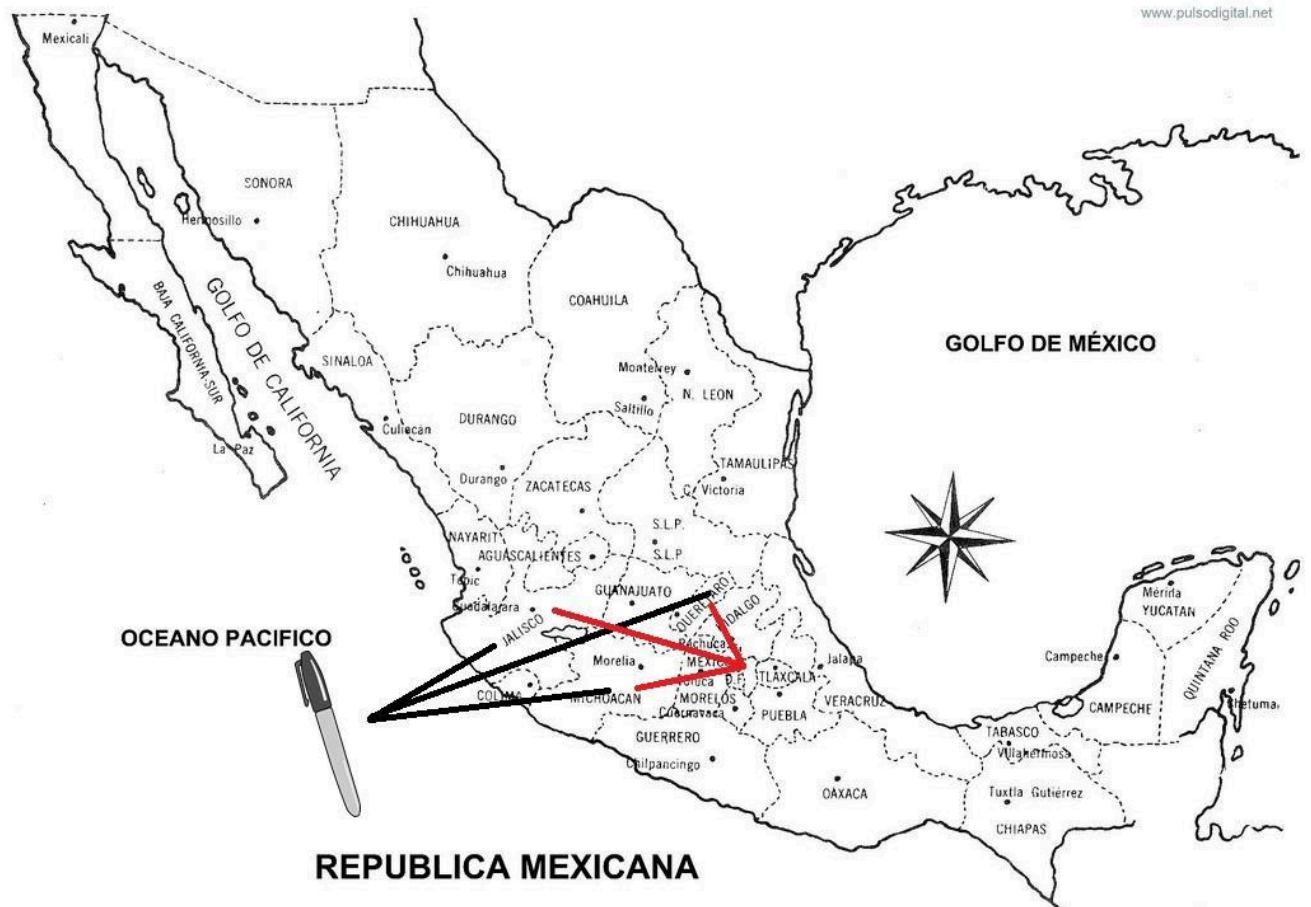 www.pulsodigital.net
Mexicali
SONORA
Hermosillo
CHIHUAHUA
Chihuahua
COAHUILA
BAJA CALIFORNIA SUR
GOLFO DE CALIFORNIA
GOLFO DE MÉXICO
SINALOA
Monterrey
N. LEON
Saltillo
DURANGO
Culiacán
La Paz
TAMAULIPAS
Durango
ZACATECAS
C. Victoria
S.L.P.
S.L.P
NAYARIT
AGUASCALIENTES
Tepic
GUANAJUATO
QUERETARO
HIDALGO
Mérida
YUCATAN
Guadalajara
JALISCO
OCEANO PACIFICO
Pachuca
QUINTANA ROO
Morelia
MEXICO
Toluca
D.F.
TLAXCALA
Jalapa
Campeche
COLIMA
MICHOACAN
MORELOS
Cuernavaca
PUEBLA
VERACRUZ
CAMPECHE
Chetumal
GUERRERO
TABASCO
Villahermosa
Chilpancingo
OAXACA
Tuxtla Gutiérrez
CHIAPAS
REPUBLICA MEXICANA